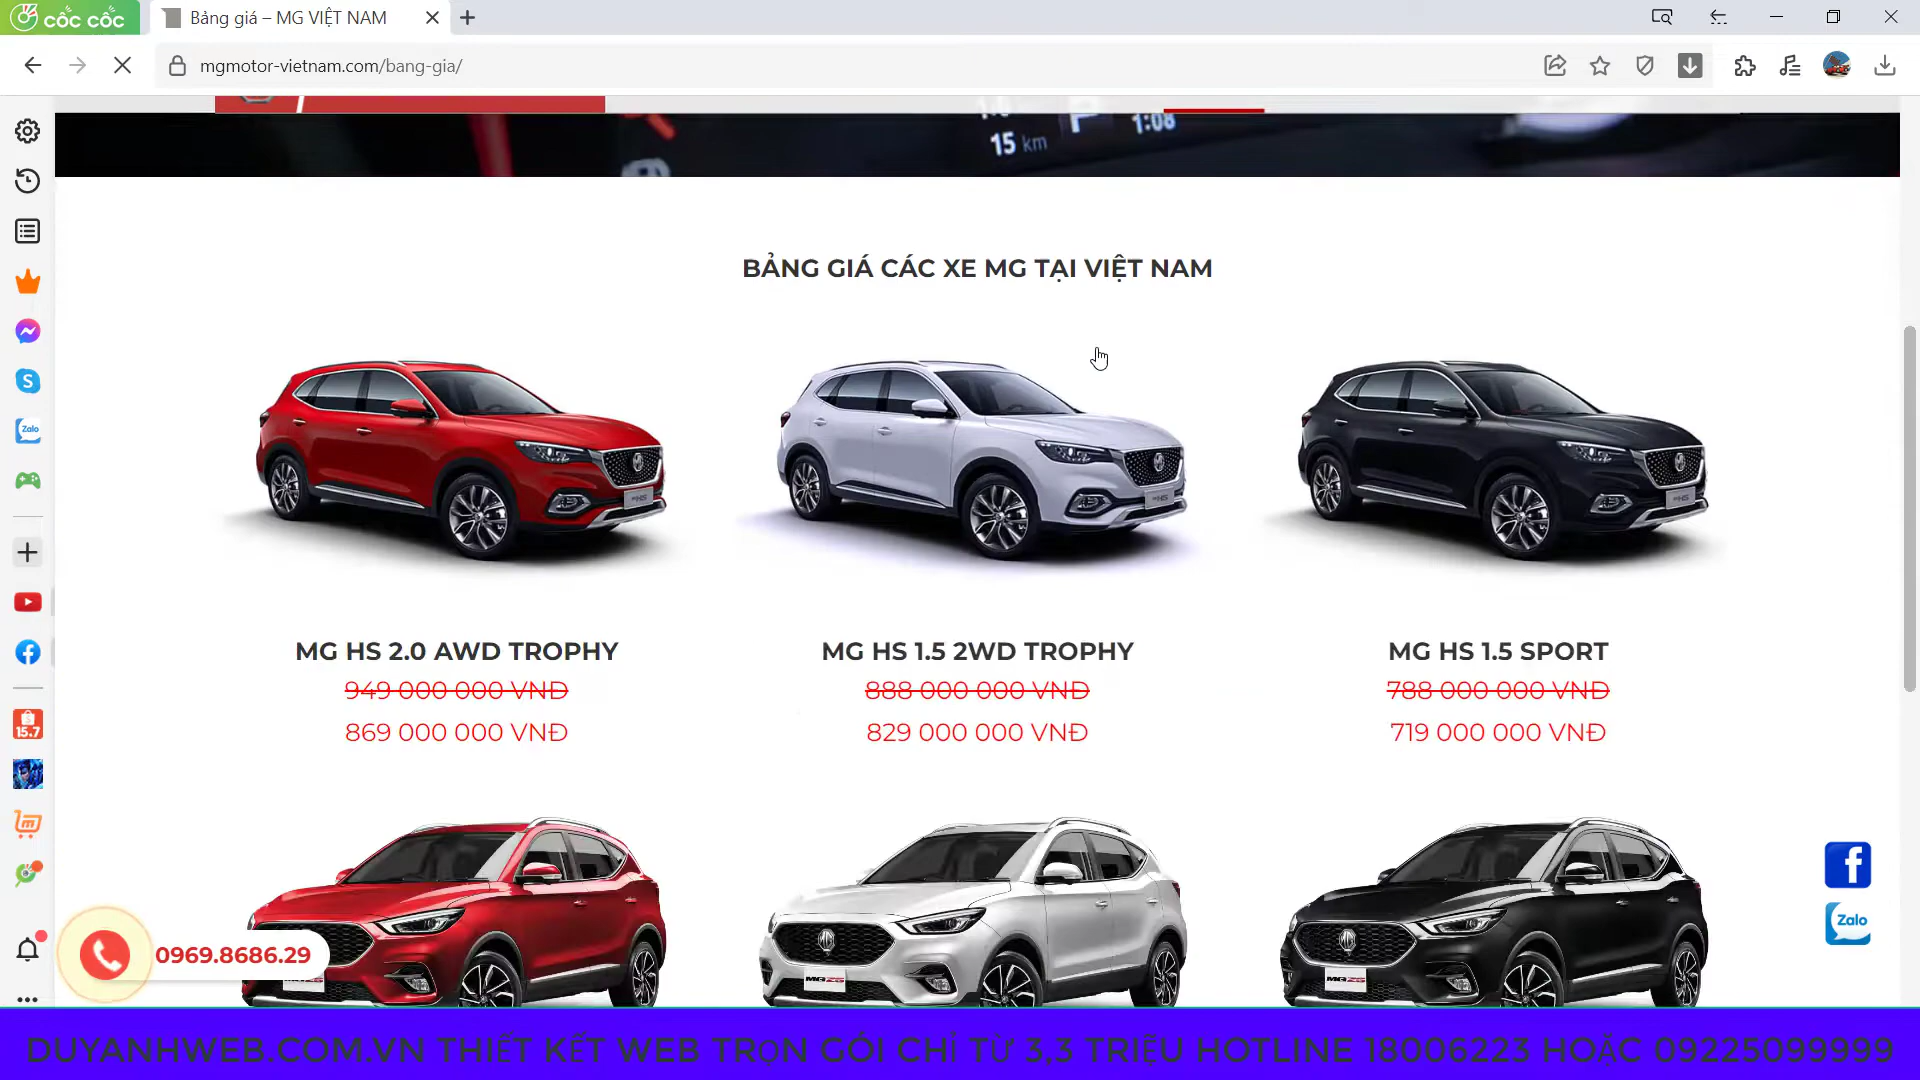 cốc cốc
Bảng giá – MG VIỆT NAM
mgmotor-vietnam.com/bang-gia/
15 km
1:08
BẢNG GIÁ CÁC XE MG TẠI VIỆT NAM
MG HS 2.0 AWD TROPHY
MG HS 1.5 2WD TROPHY
MG HS 1.5 SPORT
949 000 000 VNĐ
888 000 000 VNĐ
788 000 000 VNĐ
869 000 000 VNĐ
829 000 000 VNĐ
719 000 000 VNĐ
Zalo
15.7
Zalo
0969.8686.29
DUYANHWEB.COM.VN THIẾT KẾT WEB TRỌN GÓI CHỈ TỪ 3,3 TRIỆU HOTLINE 18006223 HOẶC 09225099999